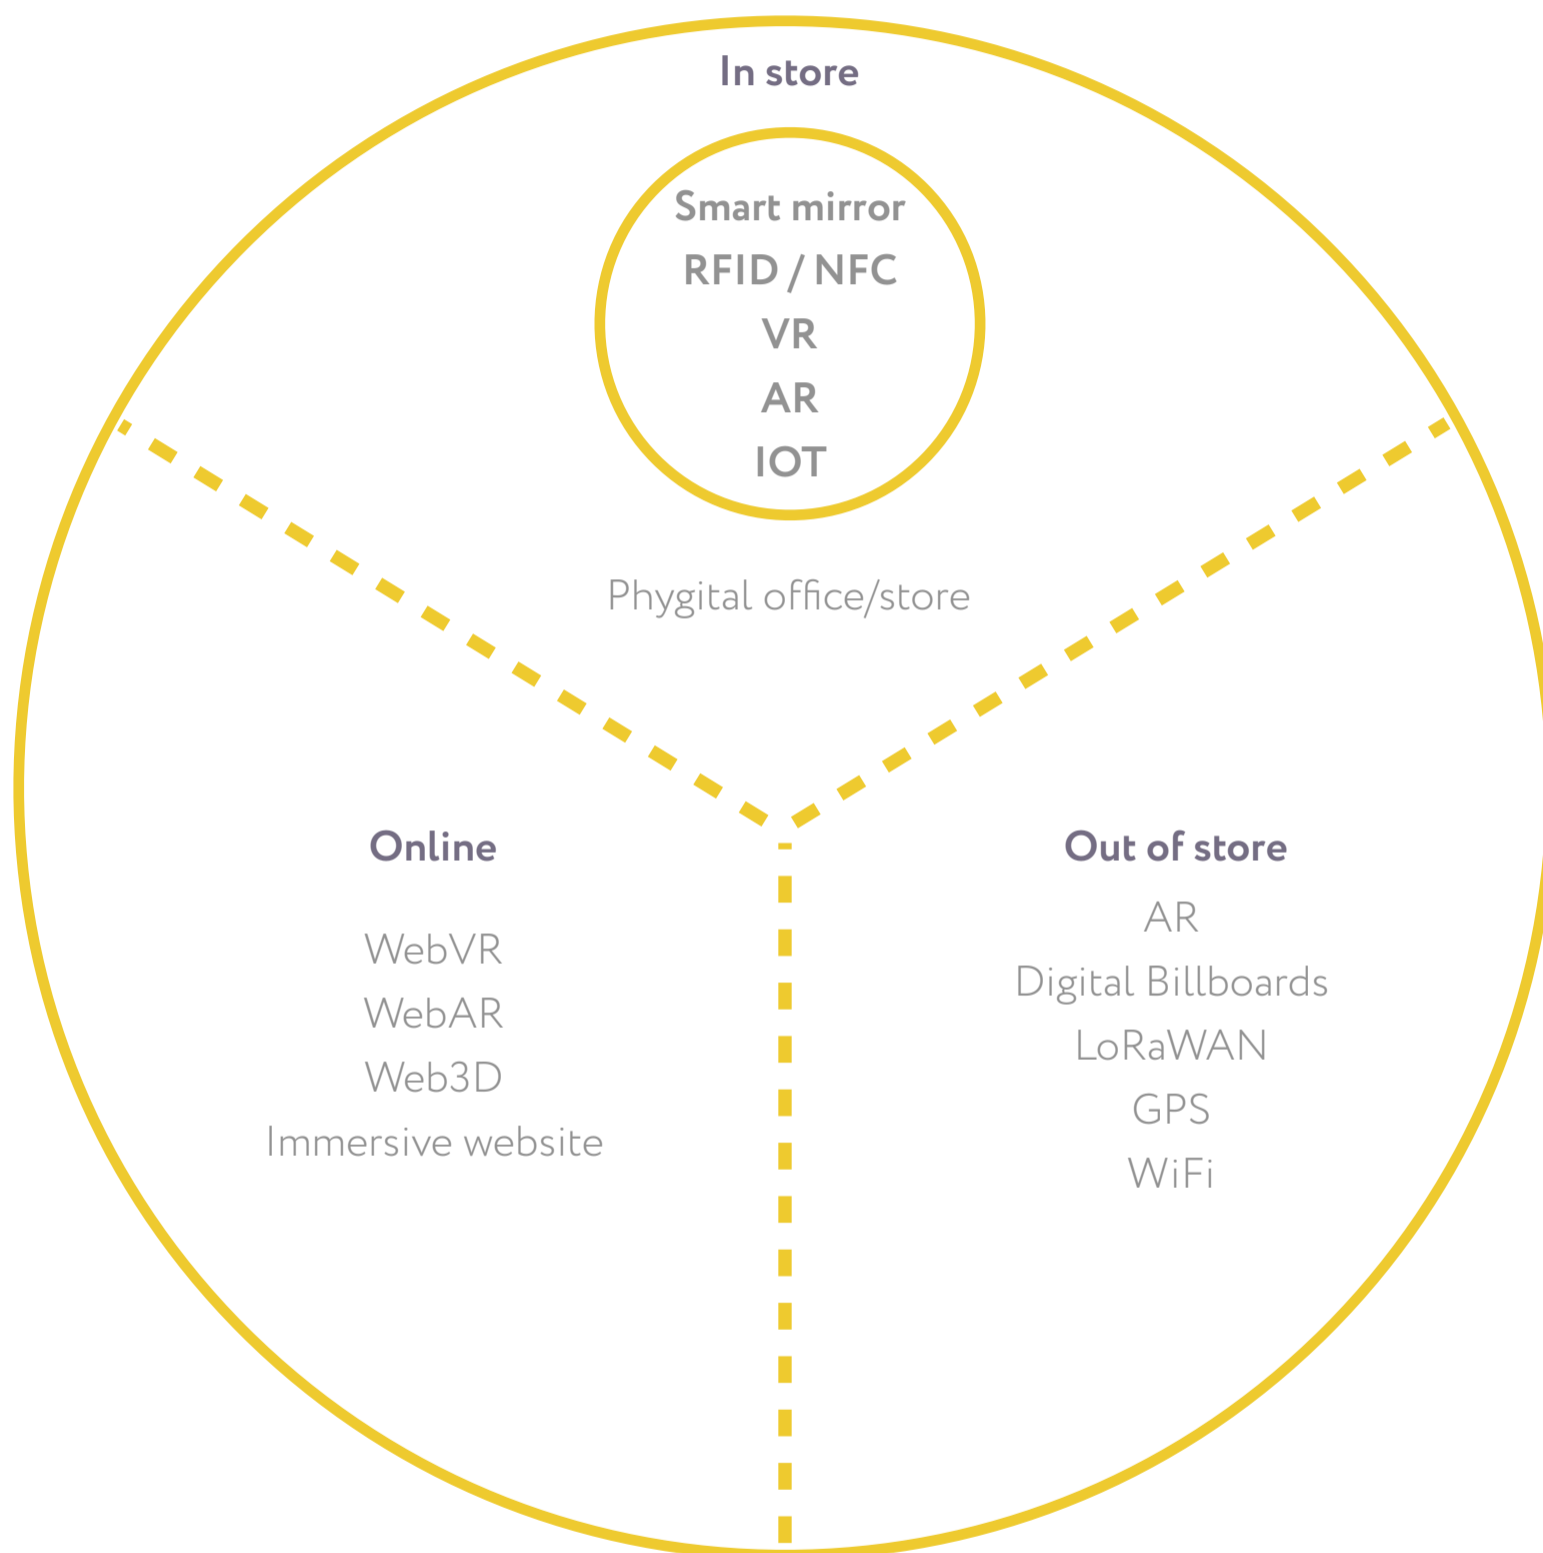 In store
Smart mirror
RFID / NFC
VR
AR
IOT
Phygital office/store
Online
WebVR
WebAR
Web3D
Immersive website
Out of store
AR
Digital Billboards
LoRaWAN
GPS
WiFi